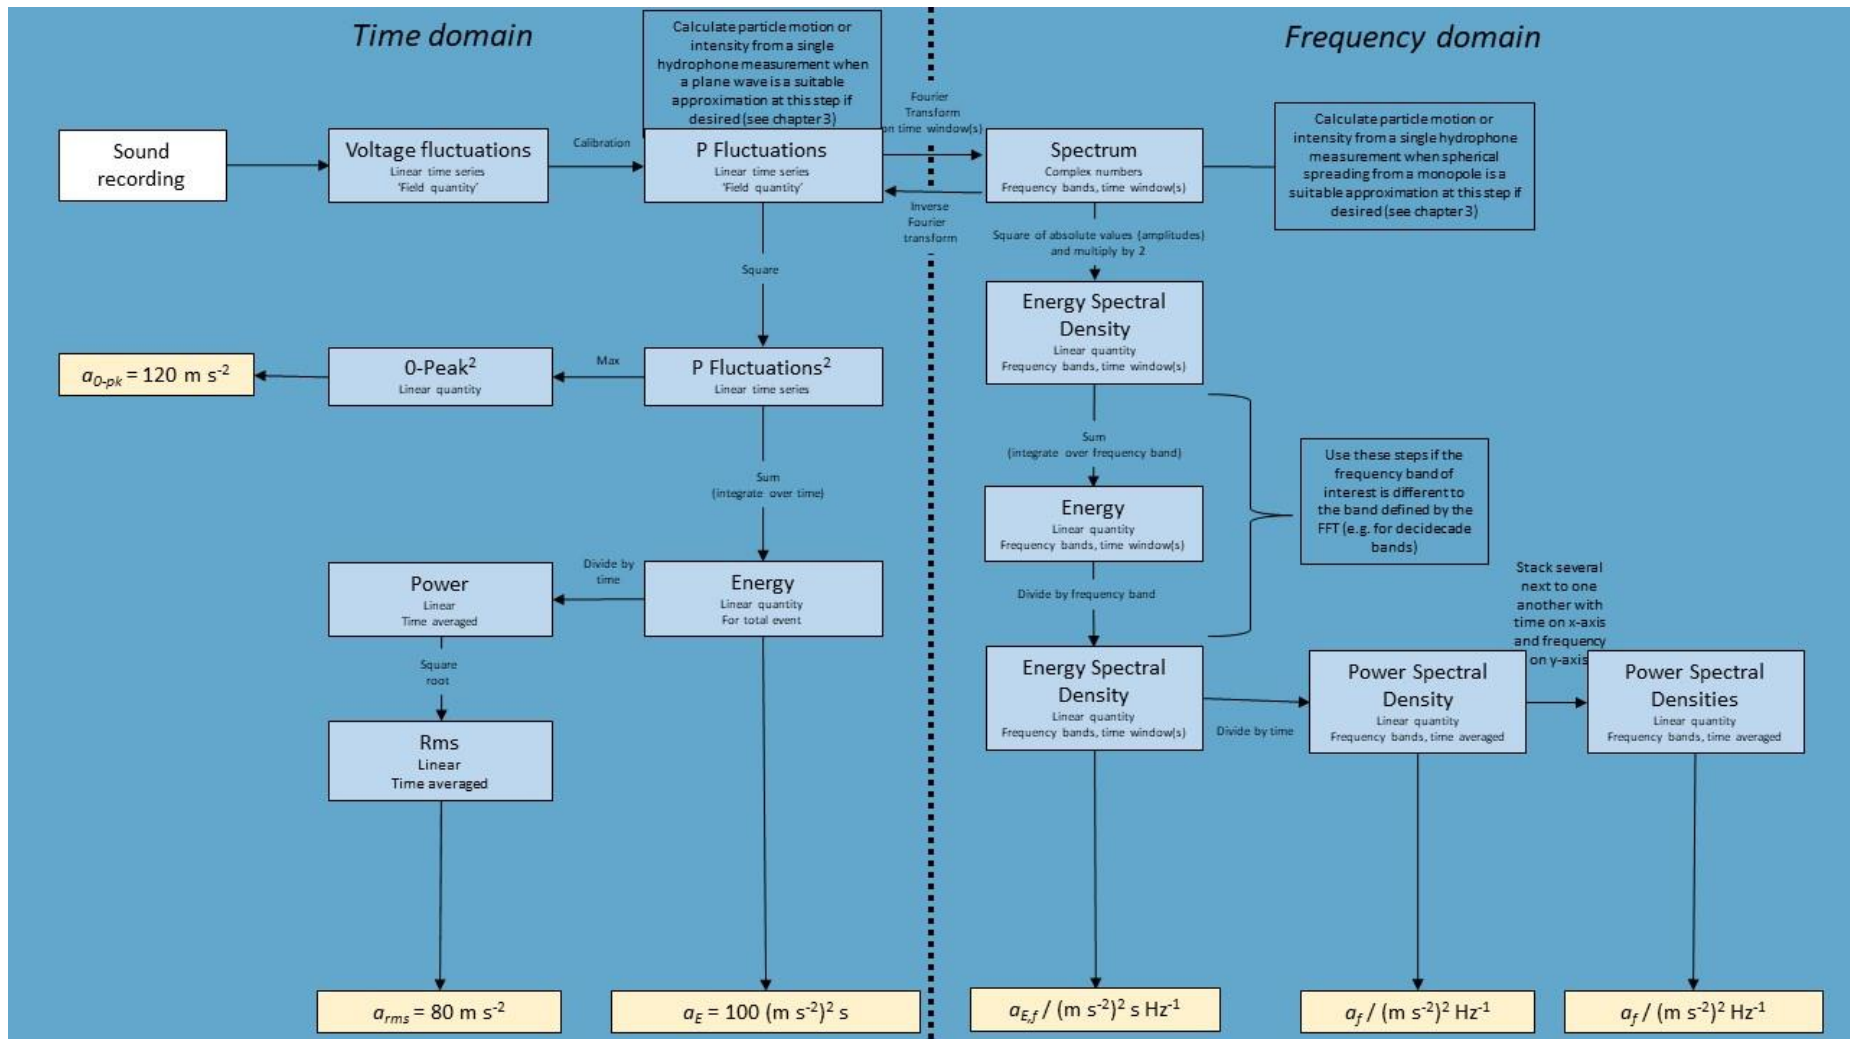 Time domain
Frequency domain
Calculate particle motion or
intensity from a single
hydrophone measurement when
a plane wave is a suitable
approximation at this step if
desired (see chapter 3)
Fourier
Transform
on time window(s)
Sound
recording
Voltage fluctuations
Linear time series
'Field quantity'
Calibration
P Fluctuations
Linear time series
'Field quantity'
Spectrum
Complex numbers
Frequency bands, time window(s)
Calculate particle motion or
intensity from a single hydrophone
measurement when spherical
spreading from a monopole is a
suitable approximation at this step if
desired (see chapter 3)
Inverse
Fourier
transform
Square
Square of absolute values (amplitudes)
and multiply by 2
Energy Spectral
Density
Linear quantity
Frequency bands, time window(s)
a0-pk = 120 m s-2
0-Peak2
Linear quantity
Max
P Fluctuations2
Linear time series
Sum
(integrate over time)
Sum
(integrate over frequency band)
Use these steps if the
frequency band of
interest is different to
the band defined by the
FFT (e.g. for decidecade
bands)
Energy
Linear quantity
Frequency bands, time window(s)
Divide by frequency band
Power
Linear
Time averaged
Divide by
time
Energy
Linear quantity
For total event
Square
root
Rms
Linear
Time averaged
Energy Spectral
Density
Linear quantity
Frequency bands, time window(s)
Divide by time
Power Spectral
Density
Linear quantity
Frequency bands, time averaged
Stack several
next to one
another with
time on x-axis
and frequency
on y-axis
Power Spectral
Densities
Linear quantity
Frequency bands, time averaged
arms = 80 m s-2
aE = 100 (m s-2)2 s
aE,f / (m s-2)2 s Hz-1
af / (m s-2)2 Hz-1
af / (m s-2)2 Hz-1